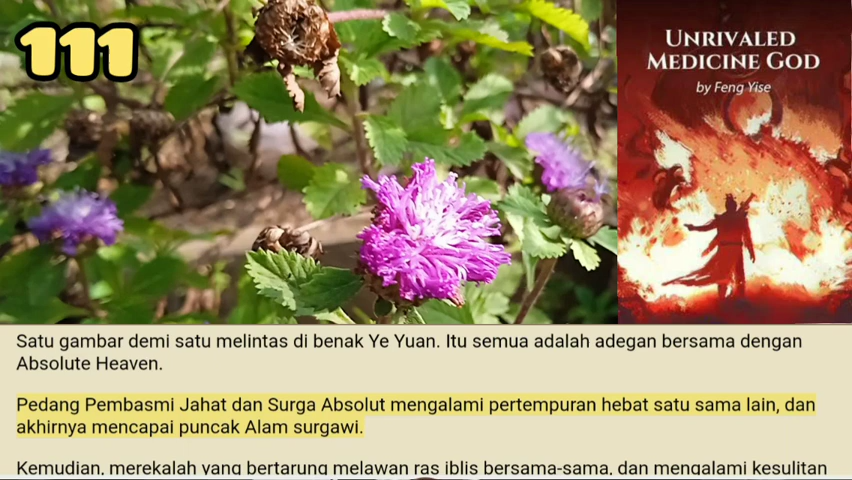 111
UNRIVALED
MEDICINE GOD
by Feng Yise
Satu gambar demi satu melintas di benak Ye Yuan. Itu semua adalah adegan bersama dengan
Absolute Heaven.
Pedang Pembasmi Jahat dan Surga Absolut mengalami pertempuran hebat satu sama lain, dan
akhirnya mencapai puncak Alam surgawi.
Kemudian, merekalah yang bertarung melawan ras iblis bersama-sama, dan mengalami kesulitan